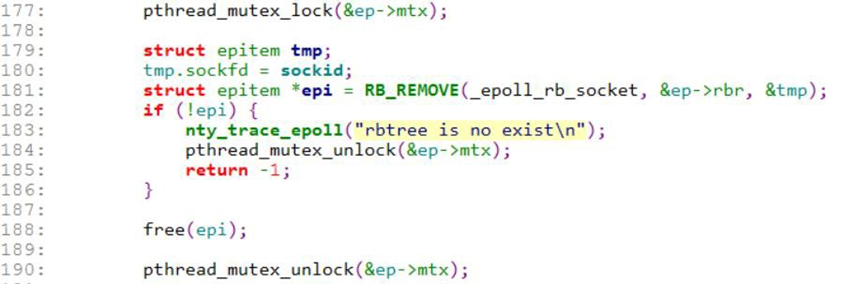 177: pthread_mutex_lock(&ep->mtx);
178:
179: struct epitem tmp;
180: tmp.sockfd = sockid;
181: struct epitem *epi = RB_REMOVE(_epoll_rb_socket, &ep->rbr, &tmp);
182: if (!epi) {
183: nty_trace_epoll("rbtree is no exist\n");
184: pthread_mutex_unlock(&ep->mtx);
185: return -1;
186: }
187:
188: free(epi);
189:
190: pthread_mutex_unlock(&ep->mtx);